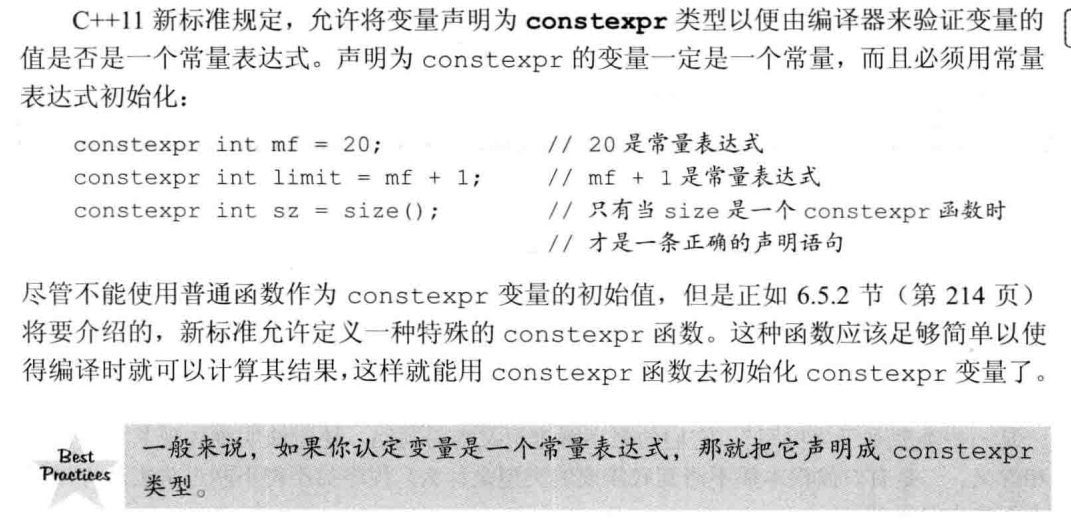 C++11 新标准规定，允许将变量声明为 constexpr 类型以便由编译器来验证变量的
值是否是一个常量表达式。声明为 constexpr 的变量一定是一个常量，而且必须用常量
表达式初始化：
constexpr int mf = 20; // 20 是常量表达式
constexpr int limit = mf + 1; // mf + 1 是常量表达式
constexpr int sz = size(); // 只有当 size 是一个 constexpr 函数时
// 才是一条正确的声明语句
尽管不能使用普通函数作为 constexpr 变量的初始值，但是正如 6.5.2 节（第 214 页）
将要介绍的，新标准允许定义一种特殊的 constexpr 函数。这种函数应该足够简单以使
得编译时就可以计算其结果，这样就能用 constexpr 函数去初始化 constexpr 变量了。
Best
Practices
一般来说，如果你认定变量是一个常量表达式，那就把它声明成 constexpr
类型。